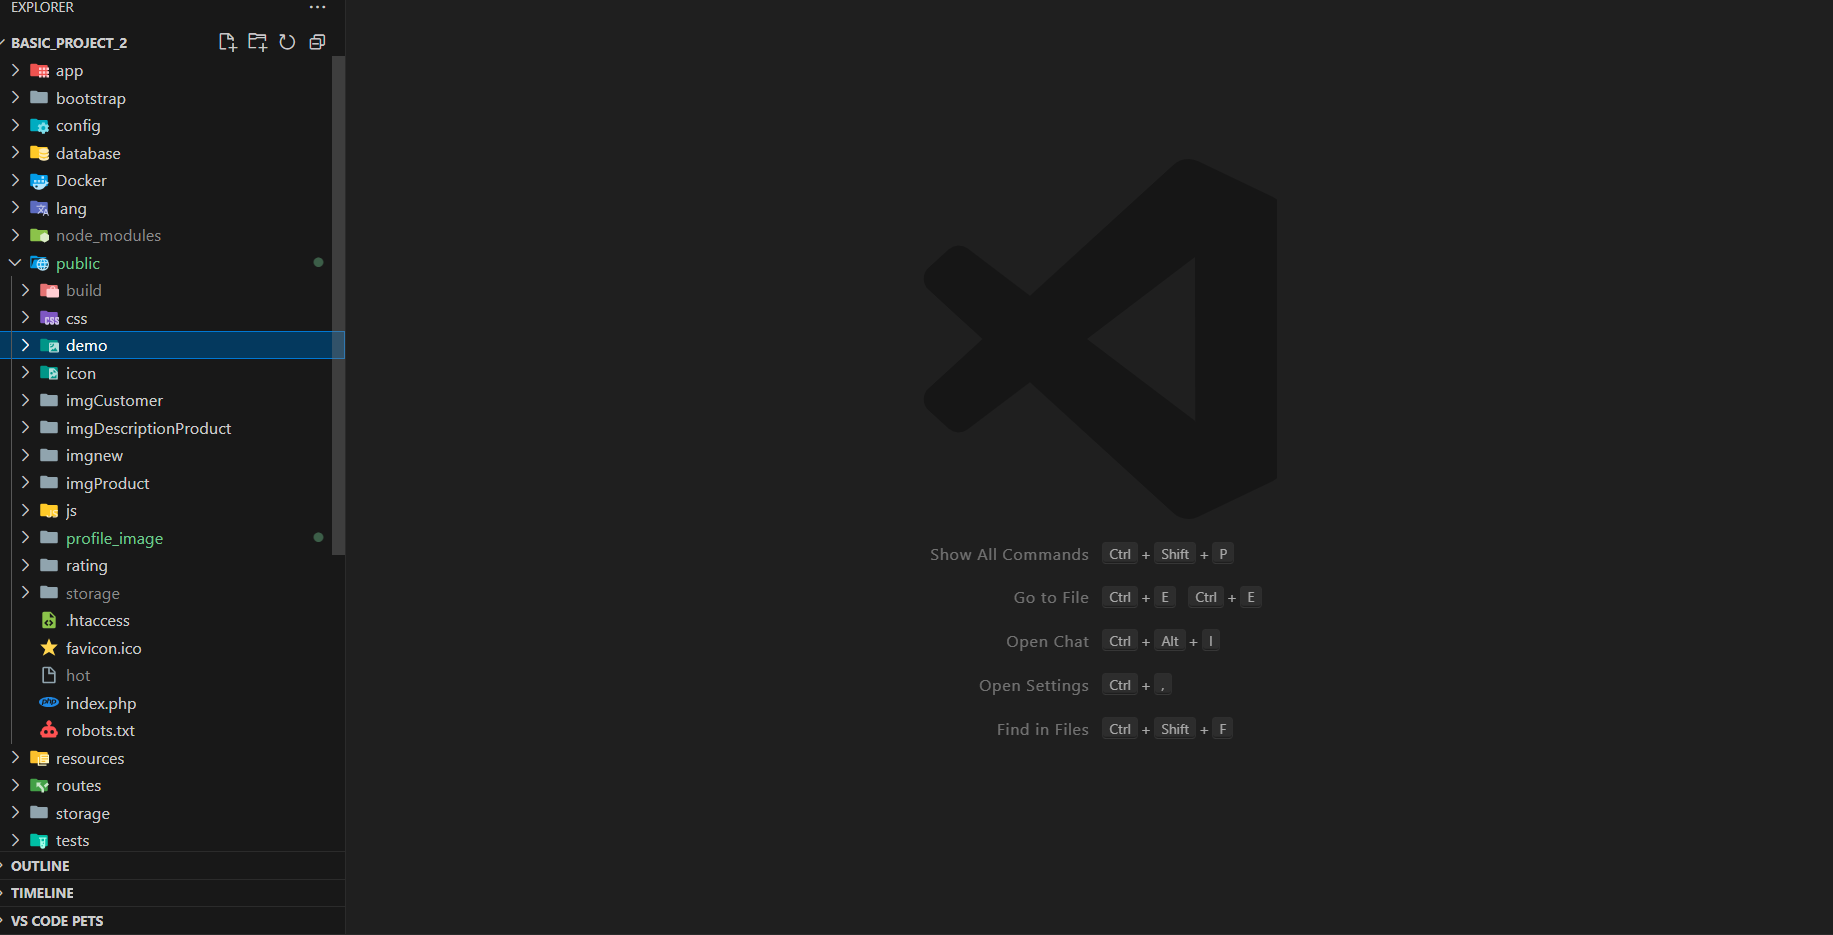 EXPLORER
BASIC_PROJECT_2
app
bootstrap
config
database
Docker
lang
node_modules
public
build
css
demo
icon
imgCustomer
imgDescriptionProduct
imgnew
imgProduct
js
profile_image
rating
storage
.htaccess
favicon.ico
hot
index.php
robots.txt
resources
routes
storage
tests
OUTLINE
TIMELINE
VS CODE PETS
Show All Commands Ctrl + Shift + P
Go to File Ctrl + E Ctrl + E
Open Chat Ctrl + Alt + I
Open Settings Ctrl + ,
Find in Files Ctrl + Shift + F